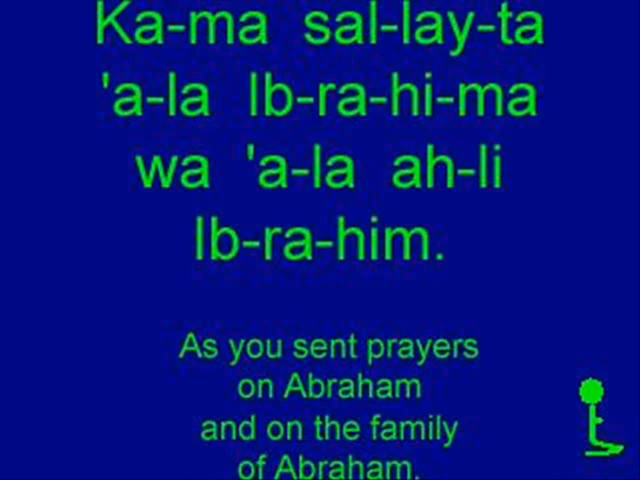 Ka-ma sal-lay-ta
'a-la Ib-ra-hi-ma
wa 'a-la ah-li
Ib-ra-him.
As you sent prayers
on Abraham
and on the family
of Abraham.